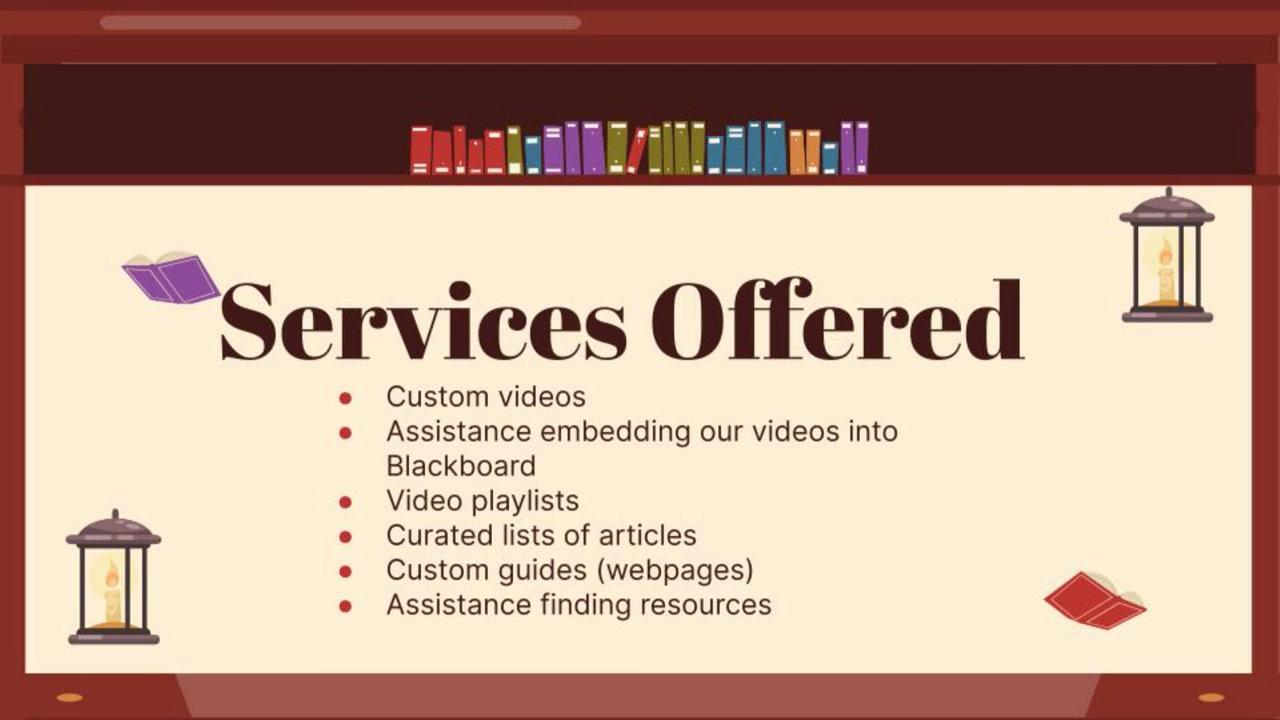 Services Offered
● Custom videos
● Assistance embedding our videos into
Blackboard
● Video playlists
● Curated lists of articles
● Custom guides (webpages)
● Assistance finding resources